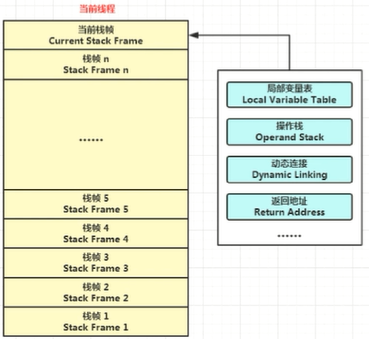 当前线程
当前栈帧
Current Stack Frame
栈帧 n
Stack Frame n
……
栈帧 5
Stack Frame 5
栈帧 4
Stack Frame 4
栈帧 3
Stack Frame 3
栈帧 2
Stack Frame 2
栈帧 1
Stack Frame 1
局部变量表
Local Variable Table
操作栈
Operand Stack
动态连接
Dynamic Linking
返回地址
Return Address
……